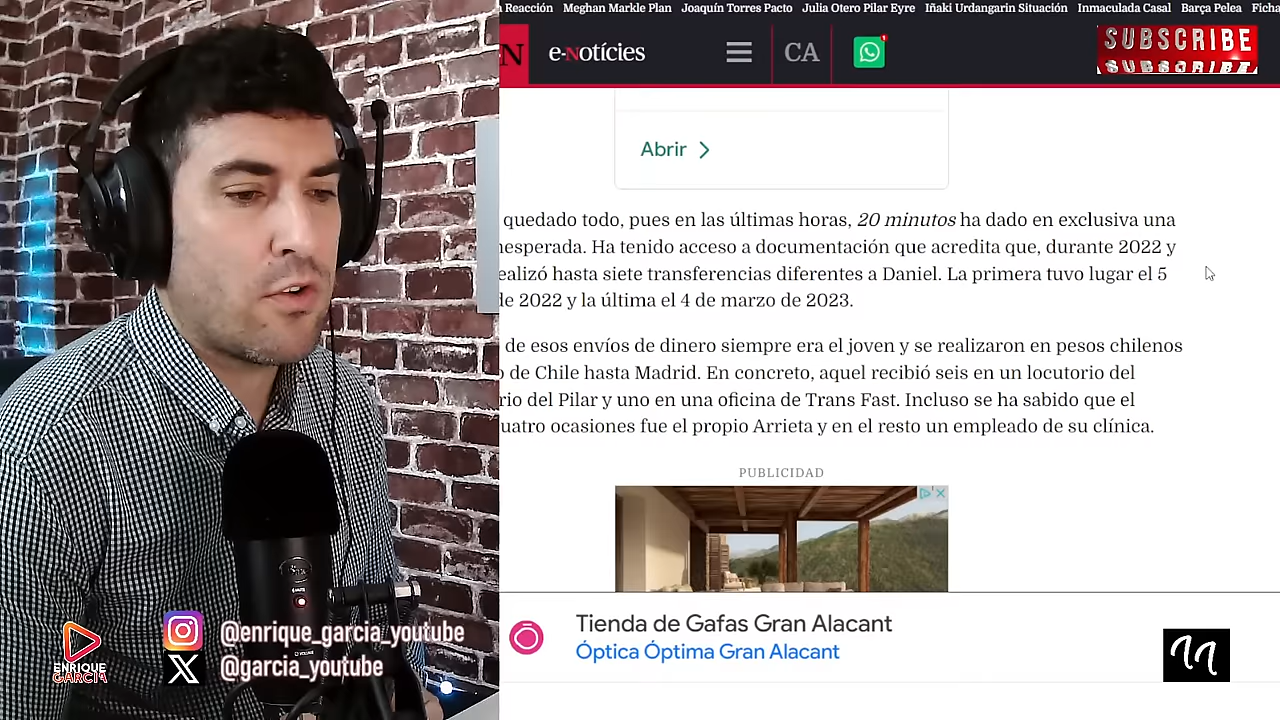 Reacción Meghan Markle Plan Joaquín Torres Pacto Julia Otero Pilar Eyre Iñaki Urdangarin Situación Inmaculada Casal Barça Pelea Ficha
N e-notícies CA 1 SUBSCRIBE
SUBSCRIBE
Abrir
quedado todo, pues en las últimas horas, 20 minutos ha dado en exclusiva una
nesperada. Ha tenido acceso a documentación que acredita que, durante 2022 y
ealizó hasta siete transferencias diferentes a Daniel. La primera tuvo lugar el 5
de 2022 y la última el 4 de marzo de 2023.
de esos envíos de dinero siempre era el joven y se realizaron en pesos chilenos
o de Chile hasta Madrid. En concreto, aquel recibió seis en un locutorio del
rio del Pilar y uno en una oficina de Trans Fast. Incluso se ha sabido que el
uatro ocasiones fue el propio Arrieta y en el resto un empleado de su clínica.
PUBLICIDAD
Tienda de Gafas Gran Alacant
Óptica Óptima Gran Alacant
@enrique_garcia_youtube
@garcia_youtube
ENRIQUE
GARCIA